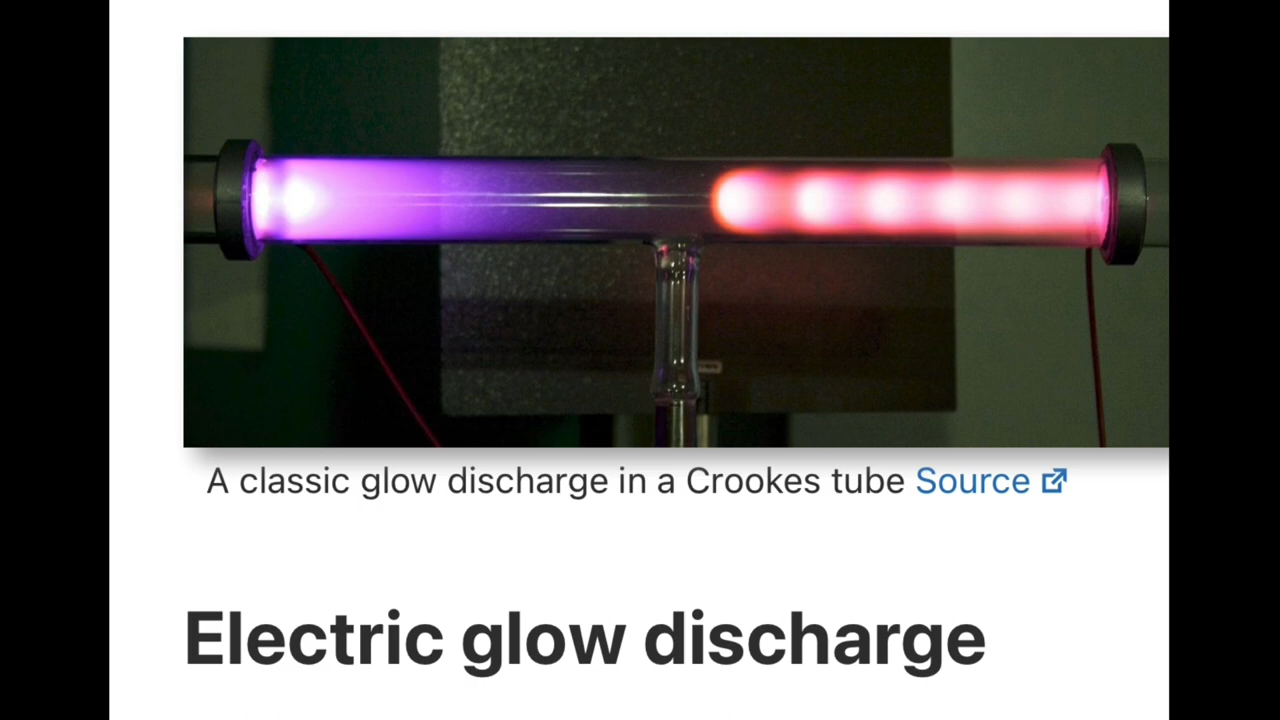 A classic glow discharge in a Crookes tube Source
Electric glow discharge